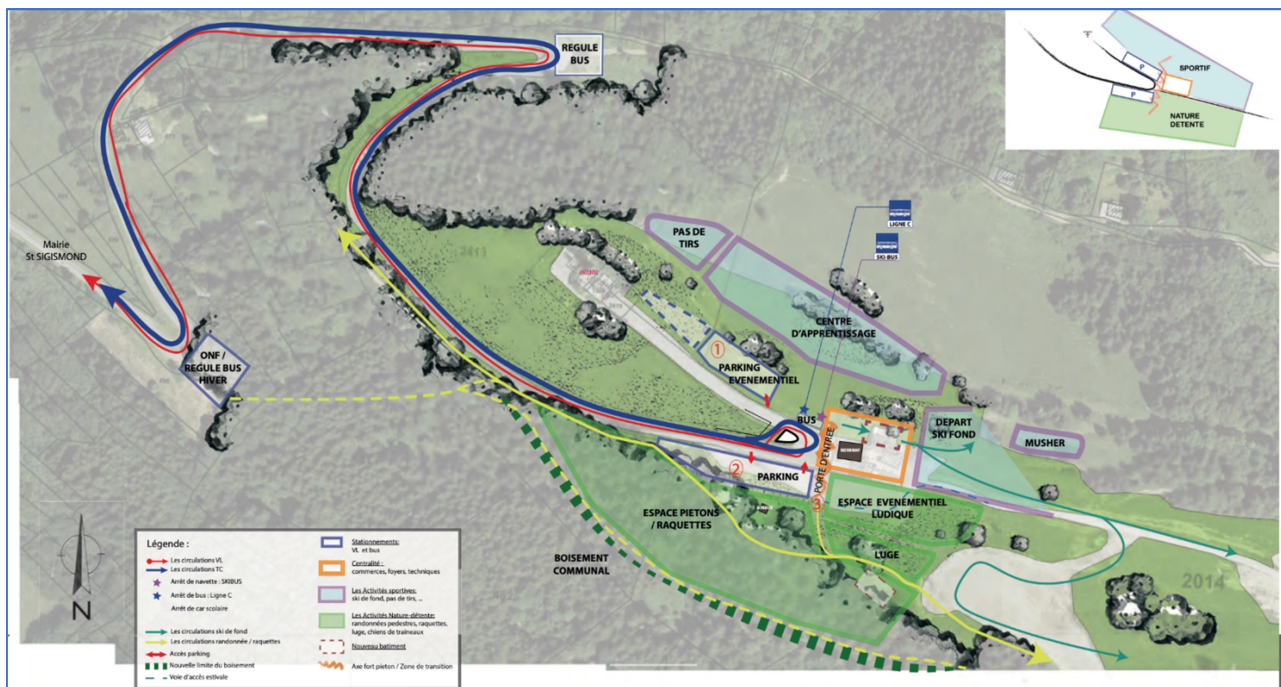 REGULE
BUS
P
SPORTIF
P
NATURE
DETENTE
LIGNE C
SKI-BUS
PAS DE
TIRS
Mairie
St SIGISMOND
CENTRE
D'APPRENTISSAGE
ONF /
REGULE BUS
HIVER
1
PARKING
EVENEMENTIEL
BUS
DEPART
SKI FOND
MUSHER
2
PARKING
PORTE D'ENTREE
3
ESPACE PIETONS
/ RAQUETTES
ESPACE EVENEMENTIEL
LUDIQUE
LUGE
BOISEMENT
COMMUNAL
2014
N
Légende :
Les circulations VL
Les circulations TC
Arrêt de navette : SKIBUS
Arrêt de bus : Ligne C
Arrêt de car scolaire
Les circulations ski de fond
Les circulations randonnée / raquettes
Accès parking
Nouvelle limite du boisement
Voie d'accès estivale
Stationnements:
VL et bus
Centralité :
commerces, foyers, techniques
Les Activités sportives:
ski de fond, pas de tirs, ..
Les Activités Nature-détente:
randonnées pedestres, raquettes,
luge, chiens de traineaux
Nouveau batiment
Axe fort pieton / Zone de transition